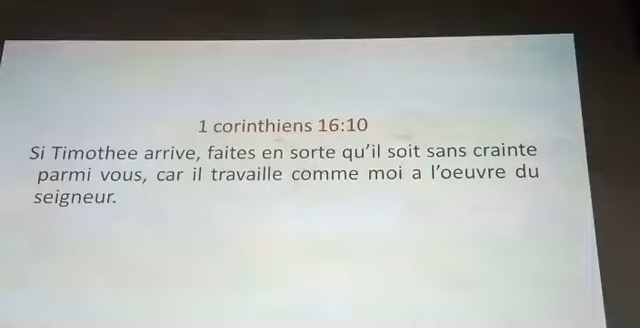 1 corinthiens 16:10
Si Timothee arrive, faites en sorte qu'il soit sans crainte
parmi vous, car il travaille comme moi a l'oeuvre du
seigneur.